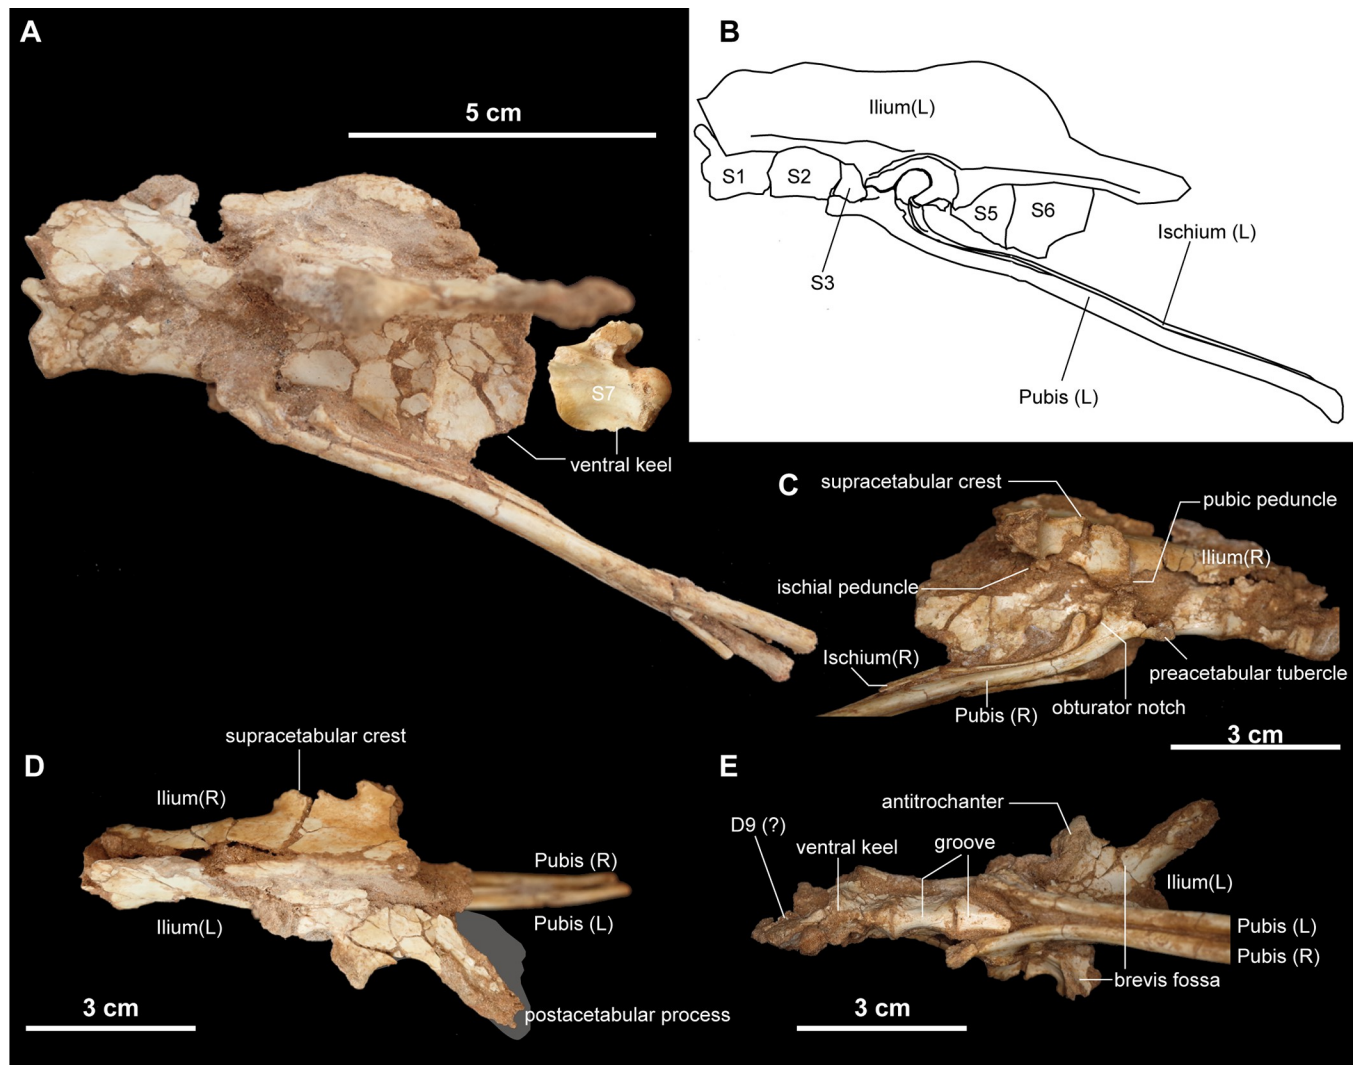 A
5 cm
S7
ventral keel
B
Ilium(L)
S1
S2
S5
S6
S3
Ischium (L)
Pubis (L)
C
supracetabular crest
pubic peduncle
Ilium(R)
ischial peduncle
Ischium(R)
preacetabular tubercle
Pubis (R)
obturator notch
3 cm
D
supracetabular crest
Ilium(R)
Pubis (R)
Ilium(L)
Pubis (L)
postacetabular process
3 cm
E
antitrochanter
D9 (?)
ventral keel
groove
Ilium(L)
Pubis (L)
Pubis (R)
brevis fossa
3 cm